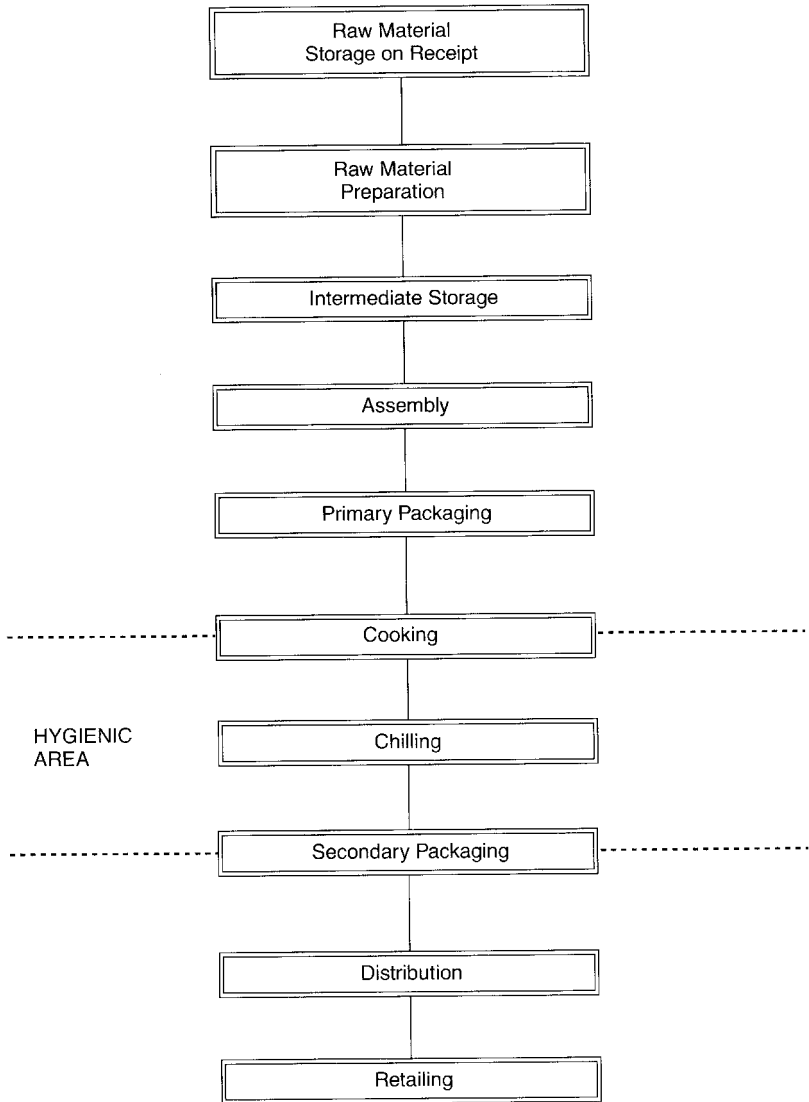 Raw Material
Storage on Receipt
Raw Material
Preparation
Intermediate Storage
Assembly
Primary Packaging
Cooking
HYGIENIC
AREA
Chilling
Secondary Packaging
Distribution
Retailing